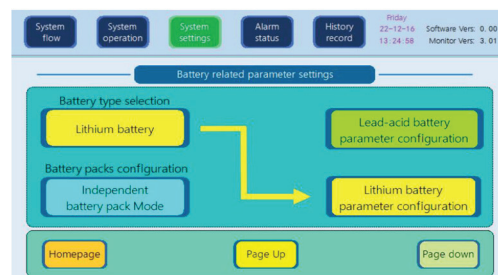 System flow
System operation
System settings
Alarm status
History record
Friday
22-12-16
13:24:58
Software Vers: 0.00
Monitor Vers: 3.01
Battery related parameter settings
Battery type selection
Lithium battery
Lead-acid battery
parameter configuration
Battery packs configuration
Independent
battery pack Mode
Lithium battery
parameter configuration
Homepage
Page Up
Page down